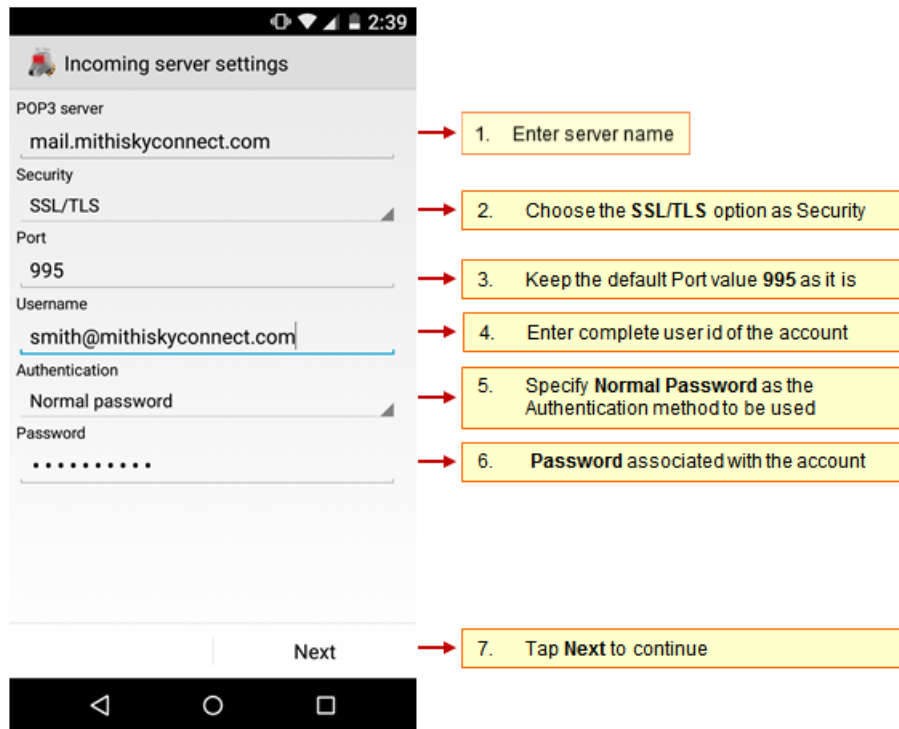 2:39
Incoming server settings
POP3 server
mail.mithiskyconnect.com
1. Enter server name
Security
SSL/TLS
2. Choose the SSL/TLS option as Security
Port
995
3. Keep the default Port value 995 as it is
Username
smith@mithiskyconnect.com
4. Enter complete user id of the account
Authentication
Normal password
5. Specify Normal Password as the
Authentication method to be used
Password
••••••••••
6. Password associated with the account
Next
7. Tap Next to continue